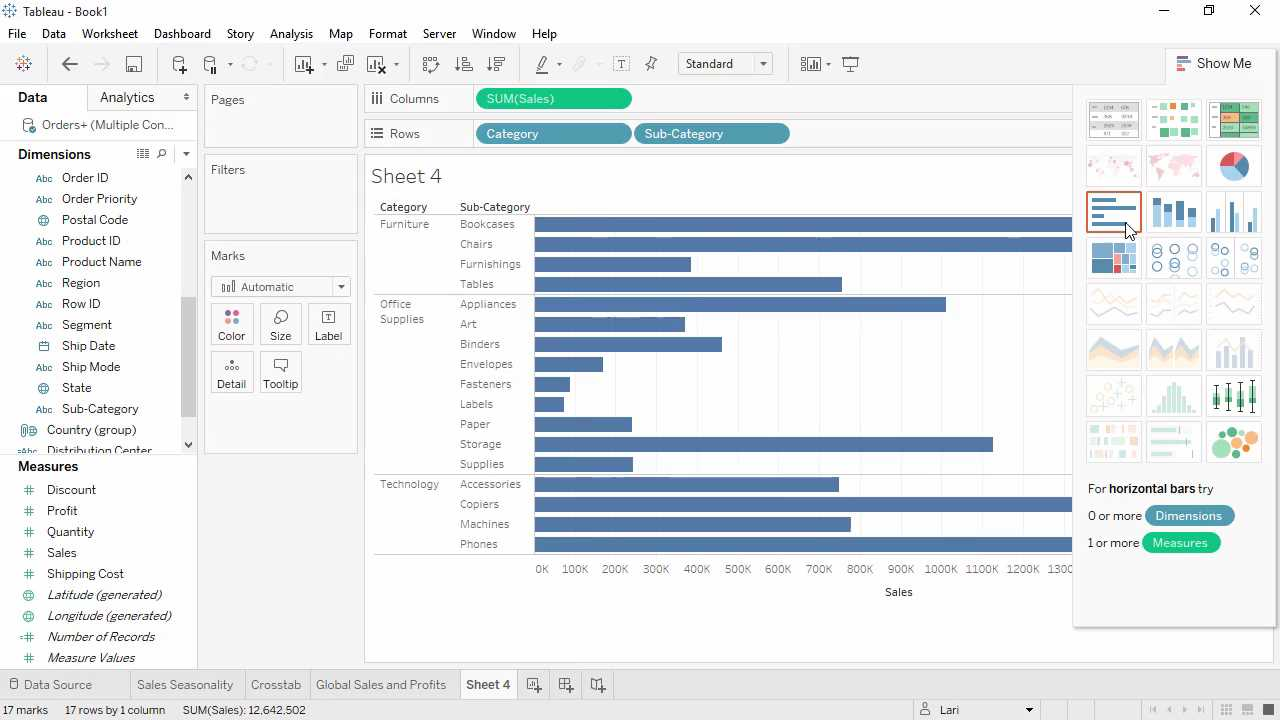 Tableau - Book1
File Data Worksheet Dashboard Story Analysis Map Format Server Window Help
Standard
Show Me
Data Analytics
Orders+ (Multiple Con...
Dimensions
Order ID
Order Priority
Postal Code
Product ID
Product Name
Region
Row ID
Segment
Ship Date
Ship Mode
State
Sub-Category
Country (group)
Distribution Center
Measures
Discount
Profit
Quantity
Sales
Shipping Cost
Latitude (generated)
Longitude (generated)
Number of Records
Measure Values
Pages
Filters
Marks
Automatic
Color Size Label
Detail Tooltip
Columns SUM(Sales)
Rows Category Sub-Category
Sheet 4
Category Sub-Category
Furniture Bookcases
Chairs
Furnishings
Tables
Office
Supplies
Appliances
Art
Binders
Envelopes
Fasteners
Labels
Paper
Storage
Supplies
Technology Accessories
Copiers
Machines
Phones
0K 100K 200K 300K 400K 500K 600K 700K 800K 900K 1000K 1100K 1200K 1300
Sales
For horizontal bars try
0 or more Dimensions
1 or more Measures
Data Source Sales Seasonality Crosstab Global Sales and Profits Sheet 4
17 marks 17 rows by 1 column SUM(Sales): 12,642,502 Lari